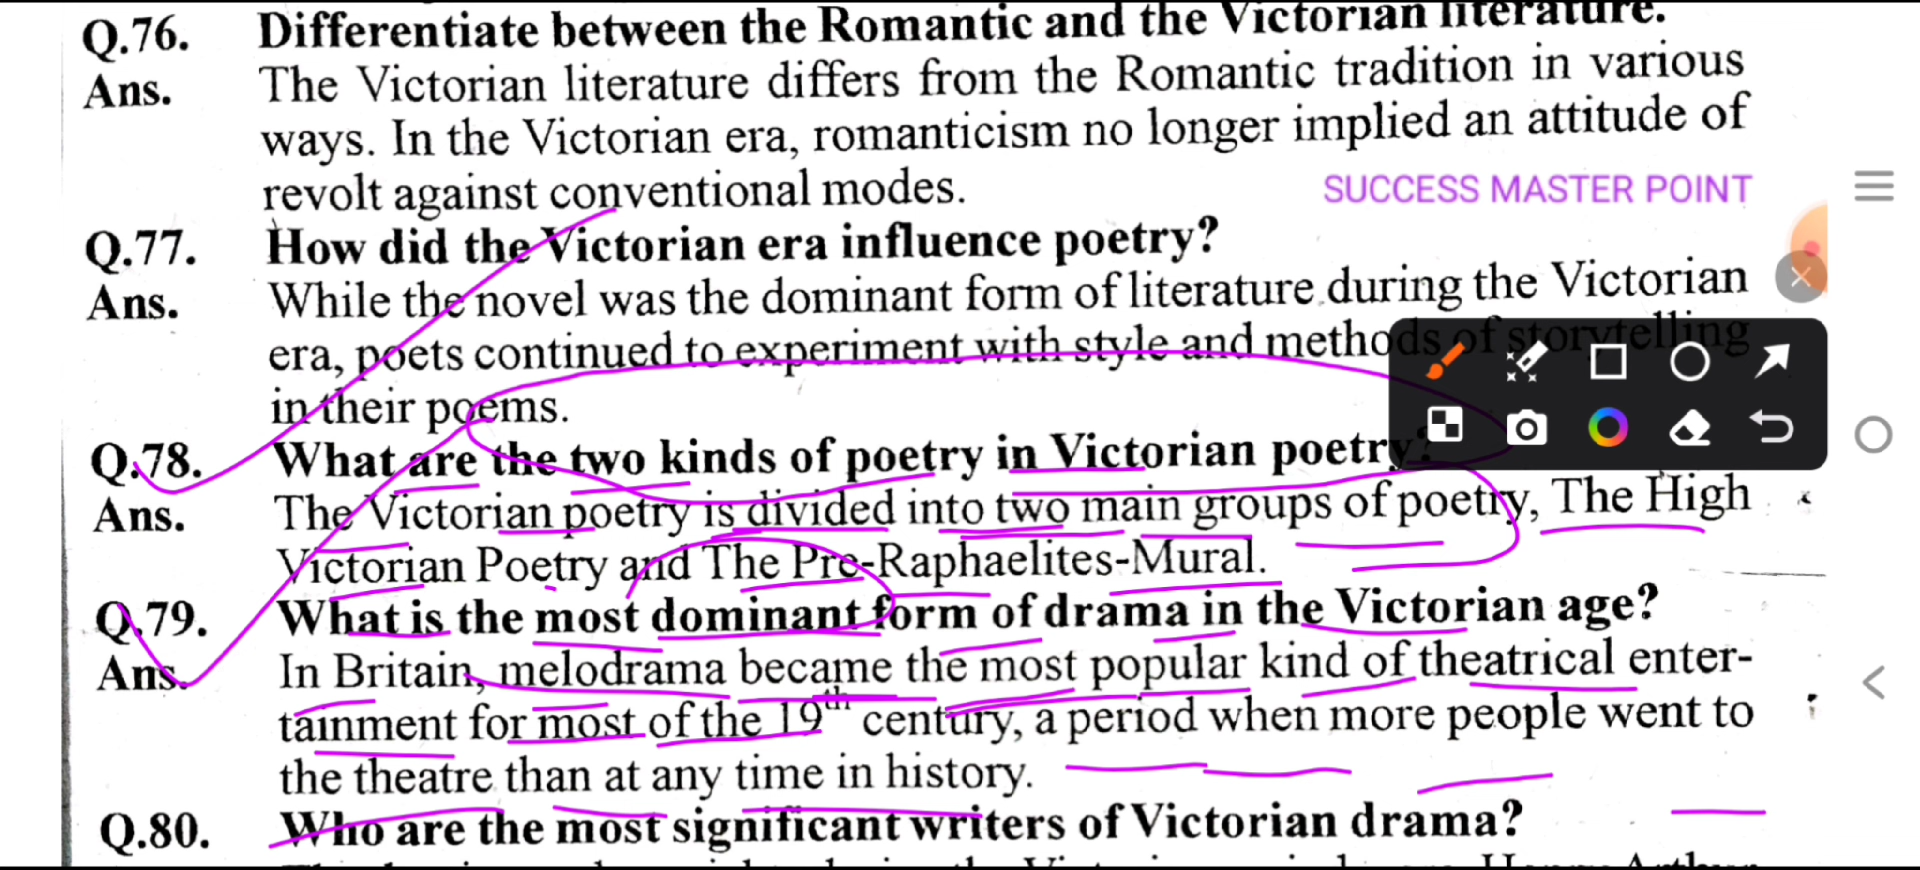 Q.76. Differentiate between the Romantic and the Victorian literature.
Ans. The Victorian literature differs from the Romantic tradition in various
ways. In the Victorian era, romanticism no longer implied an attitude of
revolt against conventional modes.
SUCCESS MASTER POINT
Q.77. How did the Victorian era influence poetry?
Ans. While the novel was the dominant form of literature during the Victorian
era, poets continued to experiment with style and methods of storytelling
in their poems.
Q.78. What are the two kinds of poetry in Victorian poetry?
Ans. The Victorian poetry is divided into two main groups of poetry, The High
Victorian Poetry and The Pre-Raphaelites-Mural.
Q.79. What is the most dominant form of drama in the Victorian age?
Ans. In Britain, melodrama became the most popular kind of theatrical enter-
tainment for most of the 19th century, a period when more people went to
the theatre than at any time in history.
Q.80. Who are the most significant writers of Victorian drama?